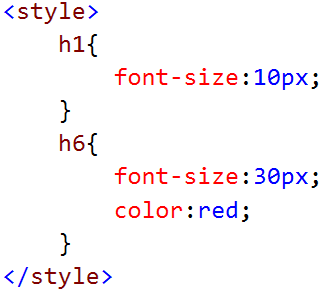 <style>
h1{
font-size:10px;
}
h6{
font-size:30px;
color:red;
}
</style>